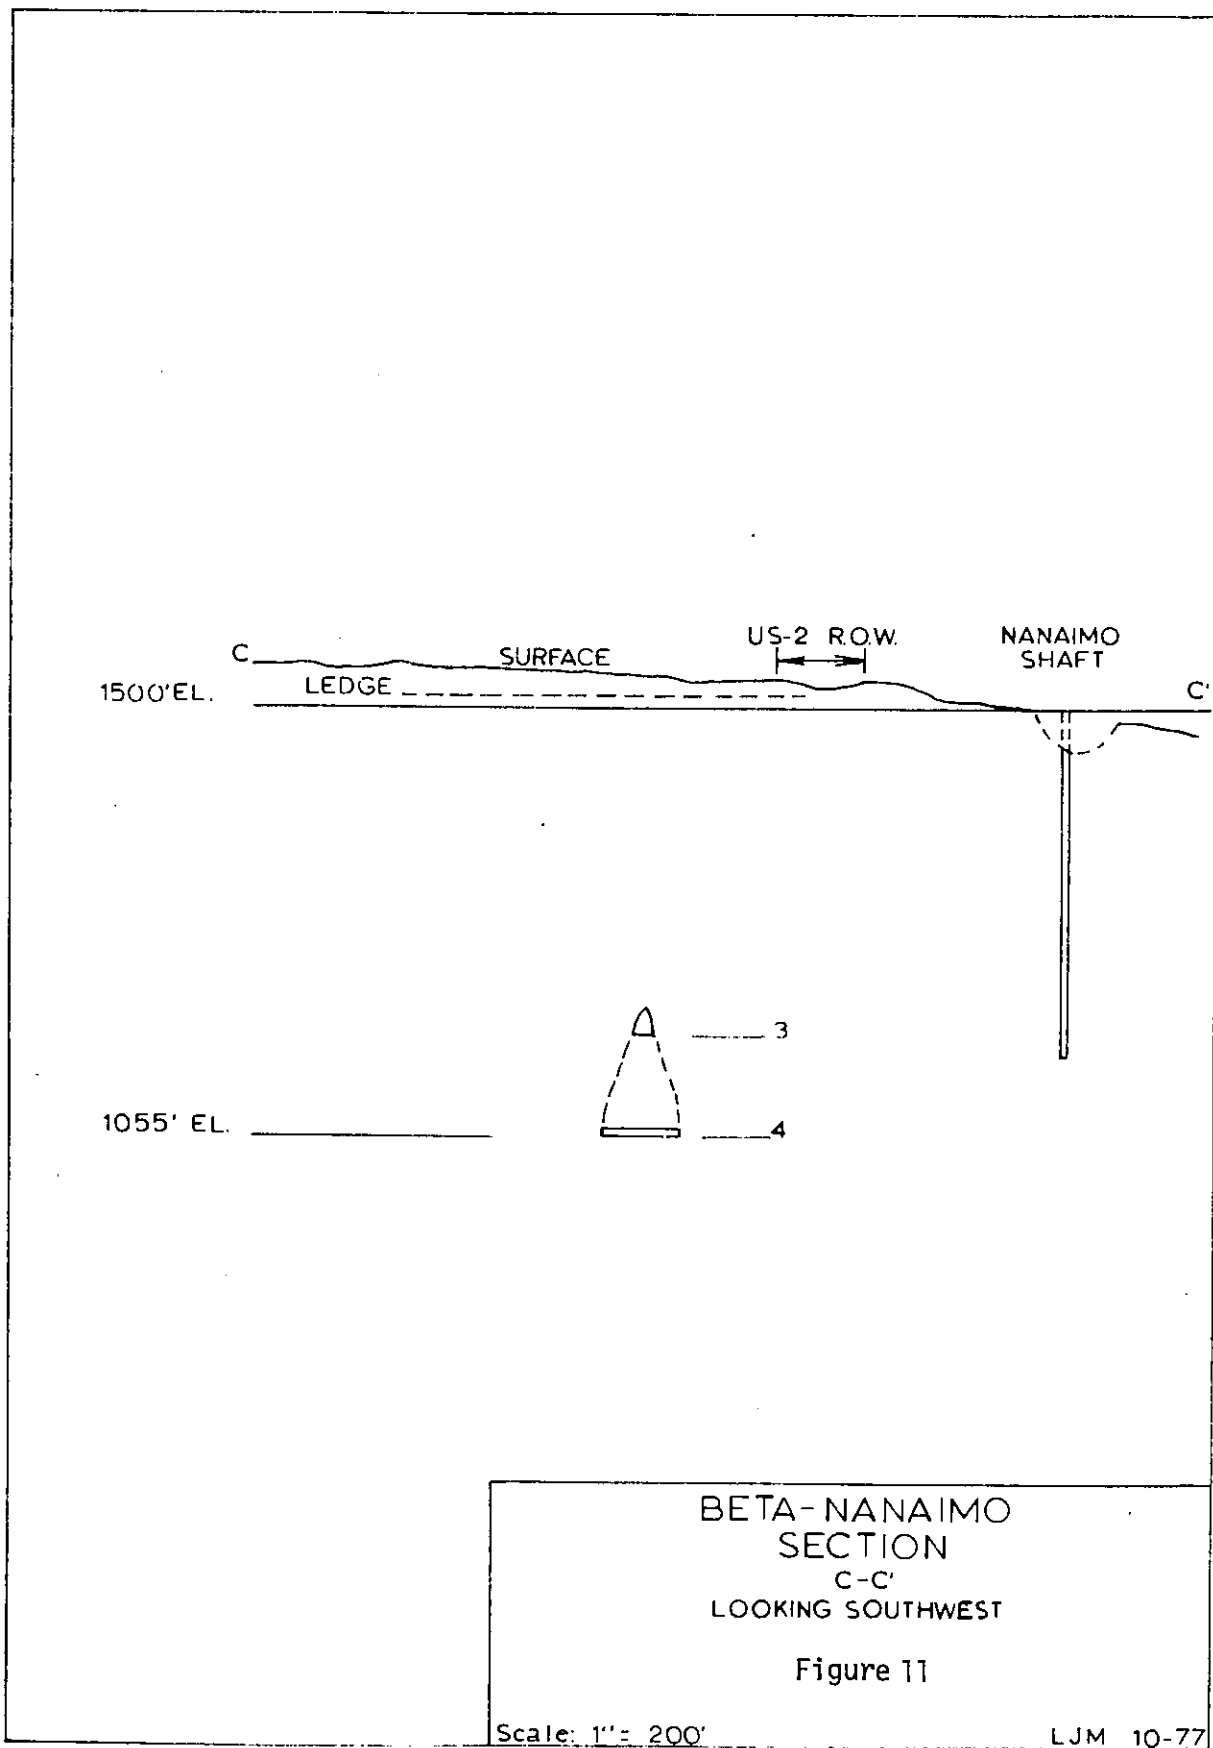 US-2 R.O.W.
NANAIMO
SHAFT
C
SURFACE
1500' EL.
LEDGE
C'
3
1055' EL.
4
BETA-NANAIMO
SECTION
C-C'
LOOKING SOUTHWEST
Figure 11
Scale: 1"= 200'
LJM 10-77